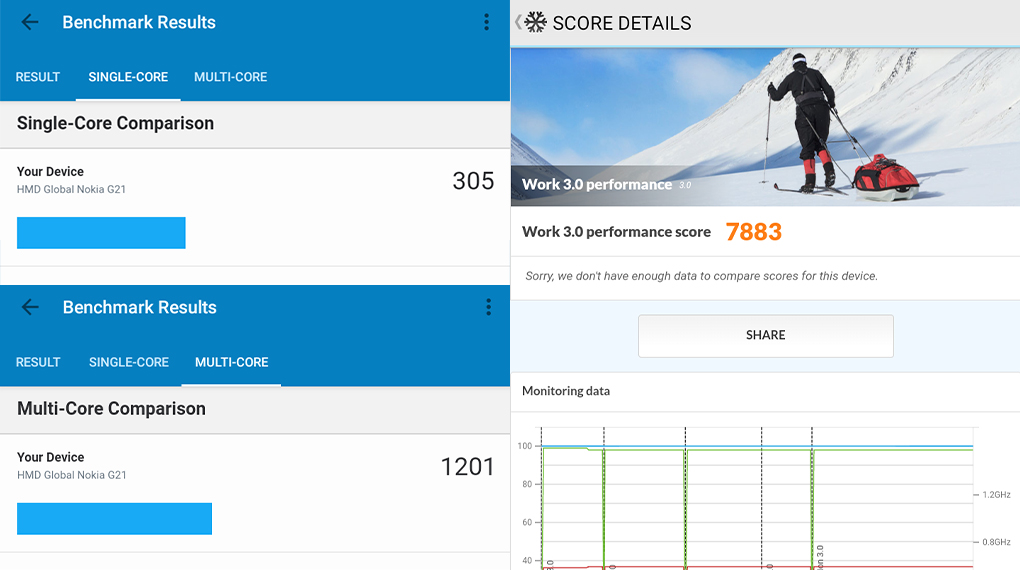 Benchmark Results
RESULT SINGLE-CORE MULTI-CORE
Single-Core Comparison
Your Device
HMD Global Nokia G21
305
Benchmark Results
RESULT SINGLE-CORE MULTI-CORE
Multi-Core Comparison
Your Device
HMD Global Nokia G21
1201
SCORE DETAILS
Work 3.0 performance 3.0
Work 3.0 performance score 7883
Sorry, we don't have enough data to compare scores for this device.
SHARE
Monitoring data
100
80
1.2GHz
60
0.8GHz
40
3.0